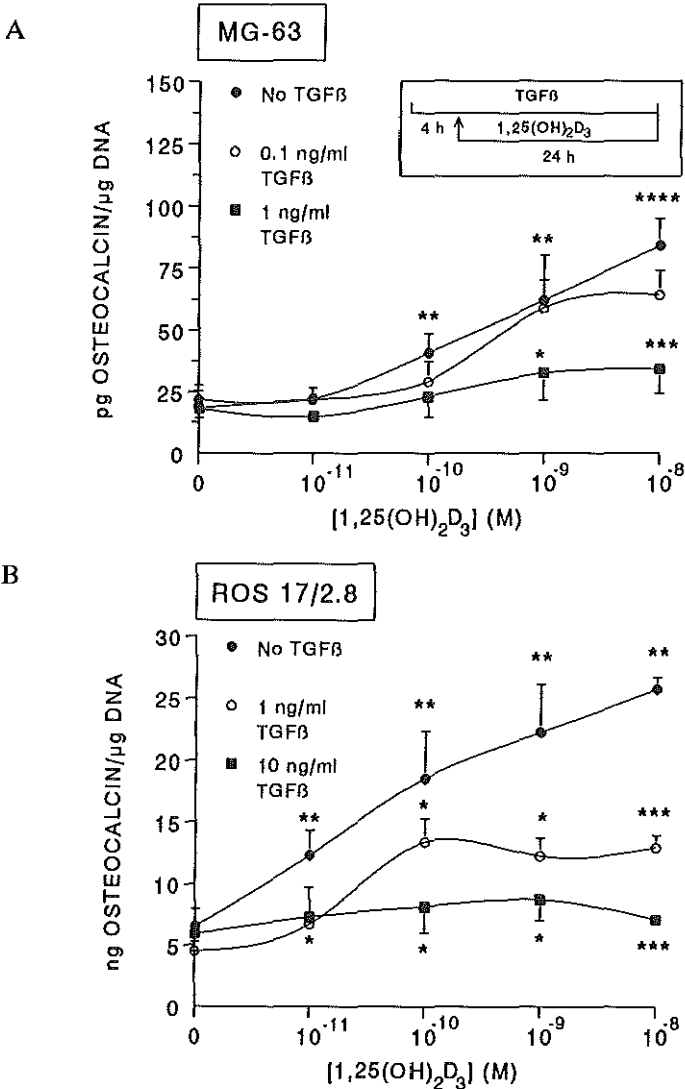 A
MG-63
pg OSTEOCALCIN/µg DNA
150
125
100
75
50
25
0
No TGFß
0.1 ng/ml
TGFß
1 ng/ml
TGFß
TGFß
4 h
1,25(OH)₂D₃
24 h
**
**
*
****
***
0
10⁻¹¹
10⁻¹⁰
10⁻⁹
10⁻⁸
[1,25(OH)₂D₃] (M)
B
ROS 17/2.8
ng OSTEOCALCIN/µg DNA
30
25
20
15
10
5
0
No TGFß
1 ng/ml
TGFß
10 ng/ml
TGFß
**
*
**
*
*
**
*
*
**
***
***
0
10⁻¹¹
10⁻¹⁰
10⁻⁹
10⁻⁸
[1,25(OH)₂D₃] (M)